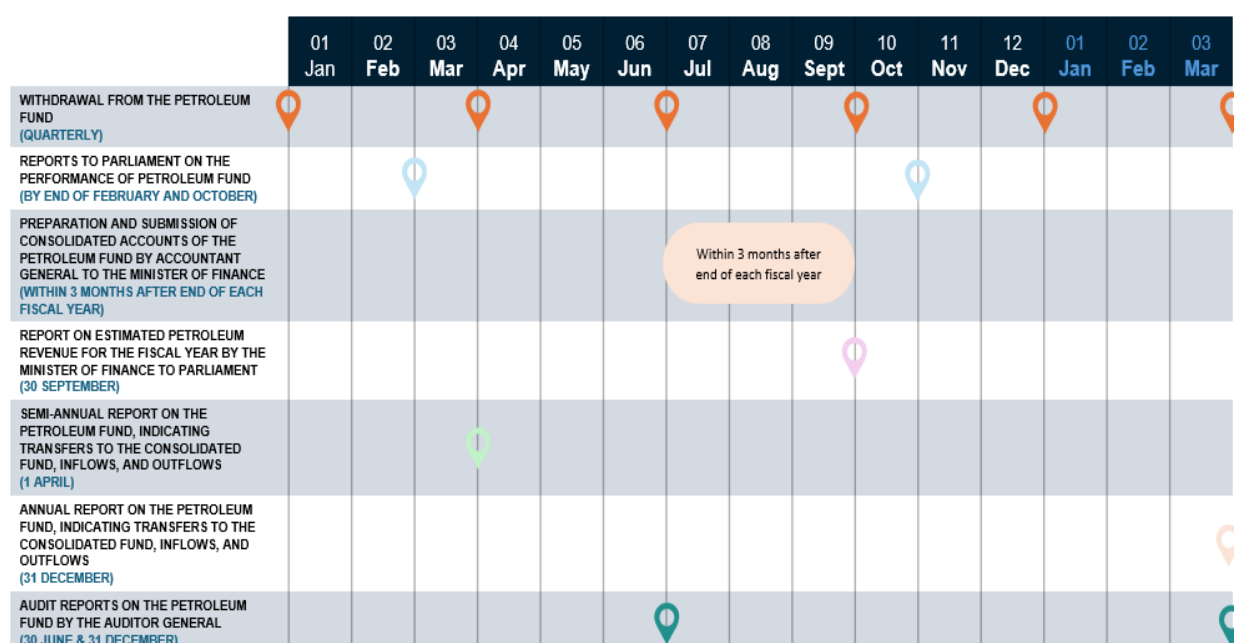 01 02 03 04 05 06 07 08 09 10 11 12 01 02 03
Jan Feb Mar Apr May Jun Jul Aug Sept Oct Nov Dec Jan Feb Mar
WITHDRAWAL FROM THE PETROLEUM
FUND
(QUARTERLY)
REPORTS TO PARLIAMENT ON THE
PERFORMANCE OF PETROLEUM FUND
(BY END OF FEBRUARY AND OCTOBER)
PREPARATION AND SUBMISSION OF
CONSOLIDATED ACCOUNTS OF THE
PETROLEUM FUND BY ACCOUNTANT
GENERAL TO THE MINISTER OF FINANCE
(WITHIN 3 MONTHS AFTER END OF EACH
FISCAL YEAR)
Within 3 months after
end of each fiscal year
REPORT ON ESTIMATED PETROLEUM
REVENUE FOR THE FISCAL YEAR BY THE
MINISTER OF FINANCE TO PARLIAMENT
(30 SEPTEMBER)
SEMI-ANNUAL REPORT ON THE
PETROLEUM FUND, INDICATING
TRANSFERS TO THE CONSOLIDATED
FUND, INFLOWS, AND OUTFLOWS
(1 APRIL)
ANNUAL REPORT ON THE PETROLEUM
FUND, INDICATING TRANSFERS TO THE
CONSOLIDATED FUND, INFLOWS, AND
OUTFLOWS
(31 DECEMBER)
AUDIT REPORTS ON THE PETROLEUM
FUND BY THE AUDITOR GENERAL
(30 JUNE & 31 DECEMBER)